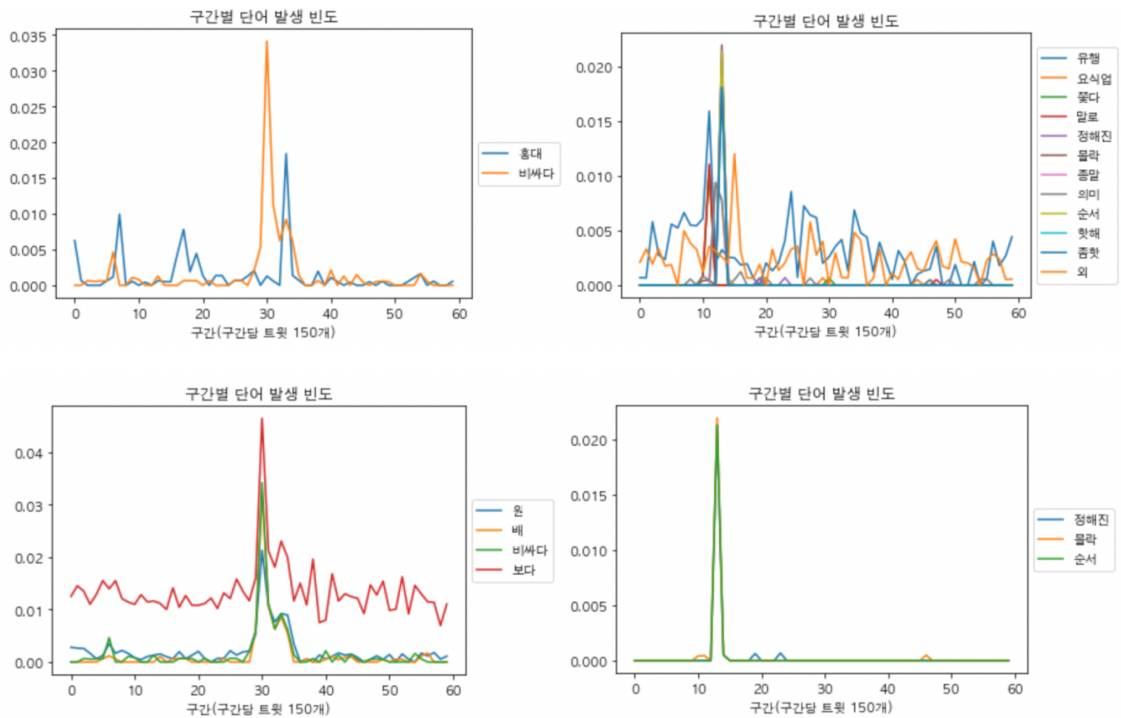 구간별 단어 발생 빈도
0.035
0.030
0.025
0.020
0.015
0.010
0.005
0.000
0 10 20 30 40 50 60
구간(구간당 트윗 150개)
홍대
비싸다
구간별 단어 발생 빈도
0.020
0.015
0.010
0.005
0.000
0 10 20 30 40 50 60
구간(구간당 트윗 150개)
유행
요식업
쫓다
말로
정해진
몰락
종말
의미
순서
핫해
좀핫
외
구간별 단어 발생 빈도
0.04
0.03
0.02
0.01
0.00
0 10 20 30 40 50 60
구간(구간당 트윗 150개)
원
배
비싸다
보다
구간별 단어 발생 빈도
0.020
0.015
0.010
0.005
0.000
0 10 20 30 40 50 60
구간(구간당 트윗 150개)
정해진
몰락
순서